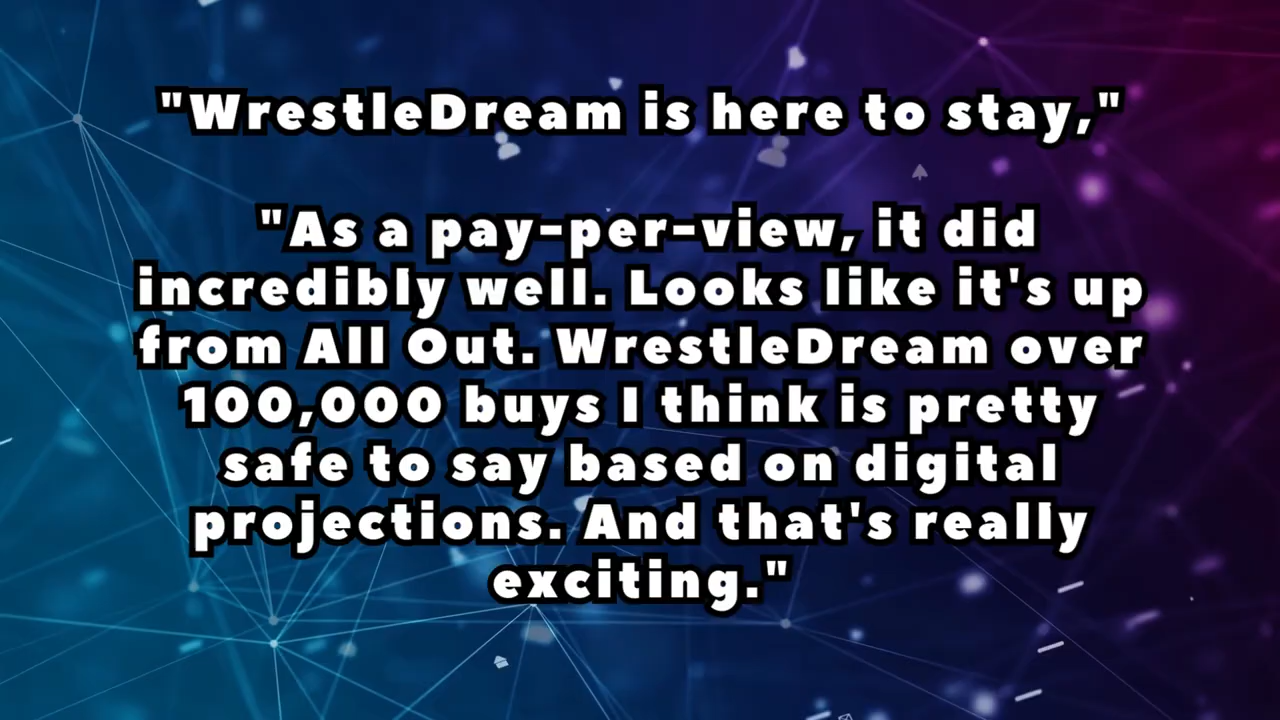 "WrestleDream is here to stay,"
"As a pay-per-view, it did
incredibly well. Looks like it's up
from All Out. WrestleDream over
100,000 buys I think is pretty
safe to say based on digital
projections. And that's really
exciting."